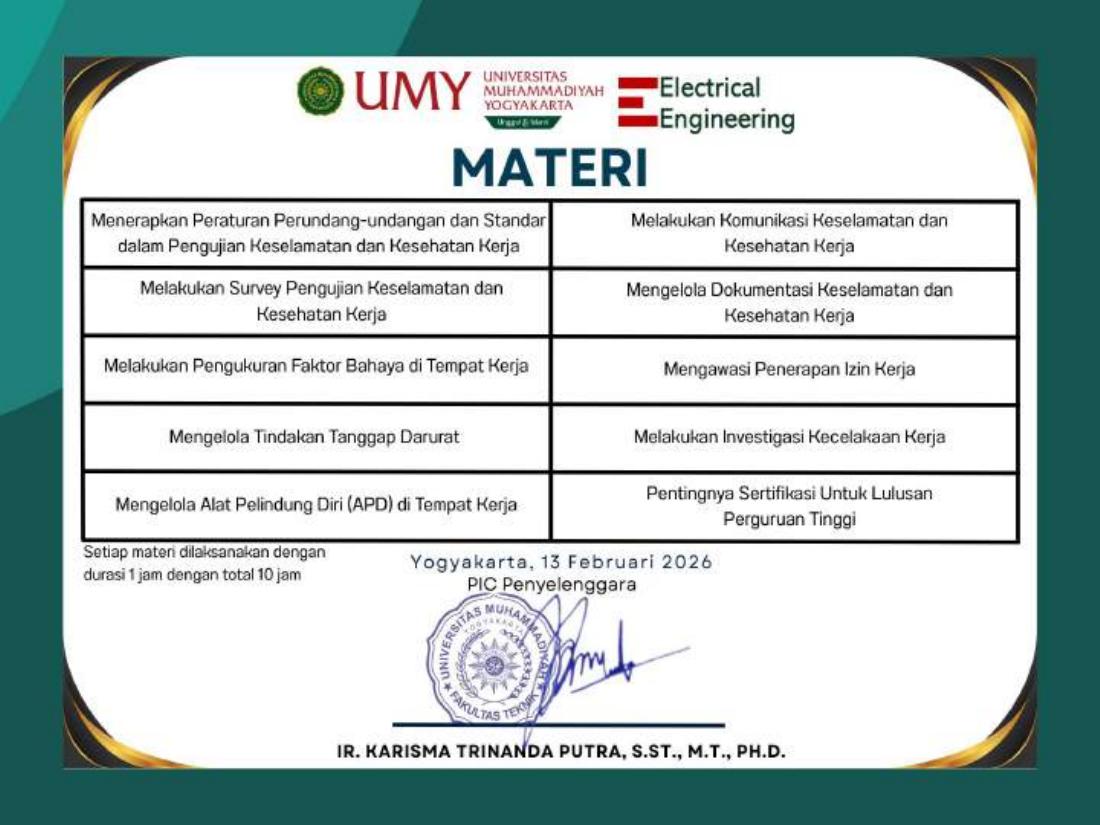 UMY
UNIVERSITAS
MUHAMMADIYAH
YOGYAKARTA
Unggul & Islami
Electrical
Engineering
MATERI
Menerapkan Peraturan Perundang-undangan dan Standar
dalam Pengujian Keselamatan dan Kesehatan Kerja
Melakukan Komunikasi Keselamatan dan
Kesehatan Kerja
Melakukan Survey Pengujian Keselamatan dan
Kesehatan Kerja
Mengelola Dokumentasi Keselamatan dan
Kesehatan Kerja
Melakukan Pengukuran Faktor Bahaya di Tempat Kerja
Mengawasi Penerapan Izin Kerja
Mengelola Tindakan Tanggap Darurat
Melakukan Investigasi Kecelakaan Kerja
Mengelola Alat Pelindung Diri (APD) di Tempat Kerja
Pentingnya Sertifikasi Untuk Lulusan
Perguruan Tinggi
Setiap materi dilaksanakan dengan
durasi 1 jam dengan total 10 jam
Yogyakarta, 13 Februari 2026
PIC Penyelenggara
UNIVERSITAS MUHAMMADIYAH
YOGYAKARTA
FAKULTAS TEKNIK
IR. KARISMA TRINANDA PUTRA, S.ST., M.T., PH.D.